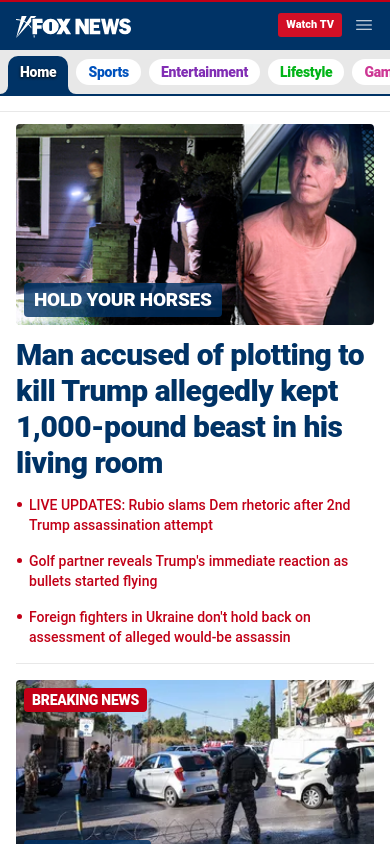 FOX NEWS
Watch TV
Home
Sports
Entertainment
Lifestyle
Gam
2
HOLD YOUR HORSES
Man accused of plotting to
kill Trump allegedly kept
1,000-pound beast in his
living room
• LIVE UPDATES: Rubio slams Dem rhetoric after 2nd
Trump assassination attempt
• Golf partner reveals Trump's immediate reaction as
bullets started flying
• Foreign fighters in Ukraine don't hold back on
assessment of alleged would-be assassin
BREAKING NEWS